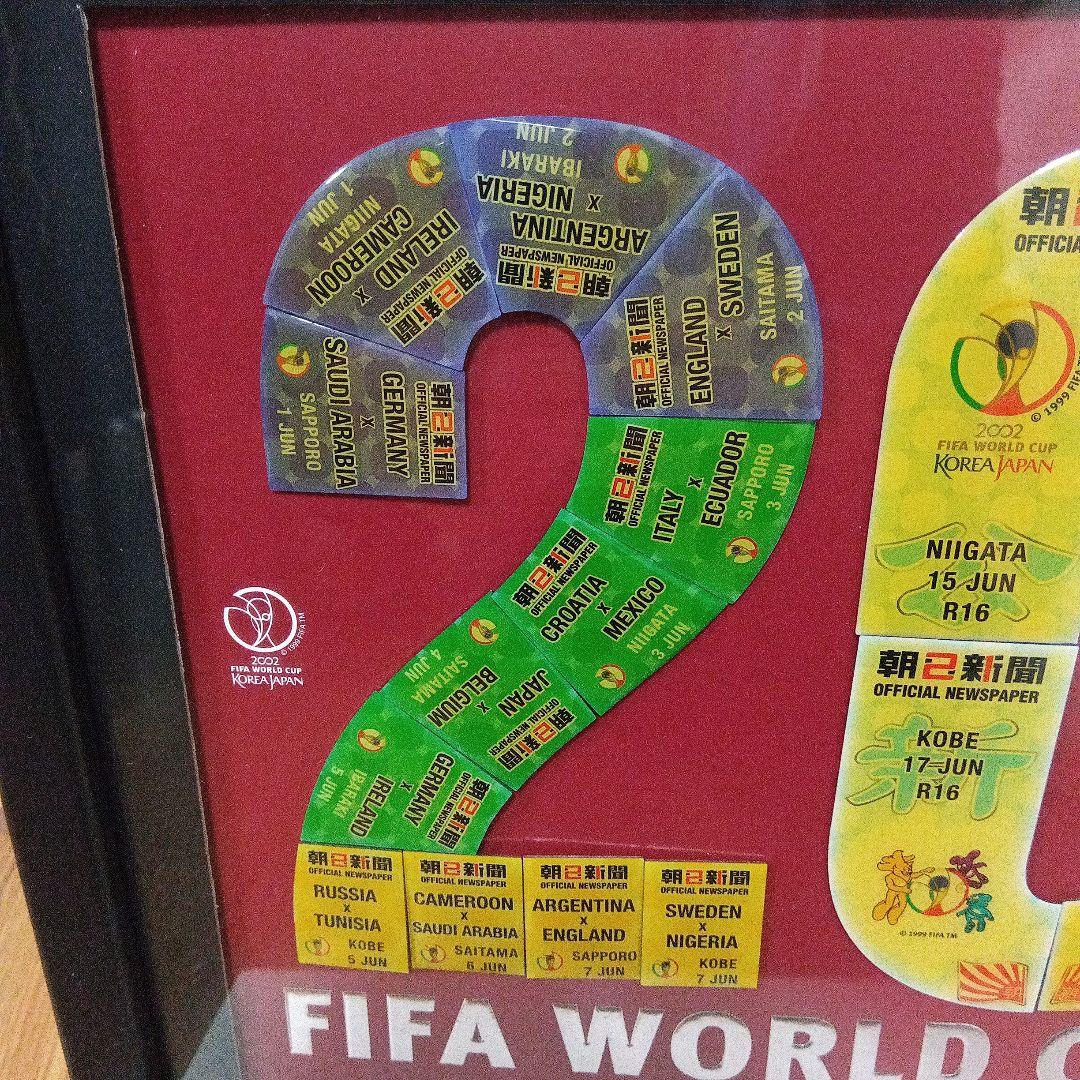 朝日新聞
OFFICIAL NEWSPAPER
GERMANY
x
SAUDI ARABIA
SAPPORO
1 JUN
朝日新聞
OFFICIAL NEWSPAPER
IRELAND
x
CAMEROON
NIIGATA
1 JUN
朝日新聞
OFFICIAL NEWSPAPER
ARGENTINA
x
NIGERIA
IBARAKI
2 JUN
朝日新聞
OFFICIAL NEWSPAPER
ENGLAND
x
SWEDEN
SAITAMA
2 JUN
朝日新聞
OFFICIAL NEWSPAPER
ITALY
x
ECUADOR
SAPPORO
3 JUN
朝日新聞
OFFICIAL NEWSPAPER
CROATIA
x
MEXICO
NIIGATA
3 JUN
朝日新聞
OFFICIAL NEWSPAPER
JAPAN
x
BELGIUM
SAITAMA
4 JUN
朝日新聞
OFFICIAL NEWSPAPER
GERMANY
x
IRELAND
IBARAKI
5 JUN
朝日新聞
OFFICIAL NEWSPAPER
RUSSIA
x
TUNISIA
KOBE
5 JUN
朝日新聞
OFFICIAL NEWSPAPER
CAMEROON
x
SAUDI ARABIA
SAITAMA
6 JUN
朝日新聞
OFFICIAL NEWSPAPER
ARGENTINA
x
ENGLAND
SAPPORO
7 JUN
朝日新聞
OFFICIAL NEWSPAPER
SWEDEN
x
NIGERIA
KOBE
7 JUN
© 1999 FIFA TM
2002
FIFA WORLD CUP
KOREA JAPAN
朝日
OFFICIAL
© 1999 FIFA
2002
FIFA WORLD CUP
KOREA JAPAN
NIIGATA
15 JUN
R16
朝日新聞
OFFICIAL NEWSPAPER
新
KOBE
17 JUN
R16
© 1999 FIFA TM
FIFA WORLD C